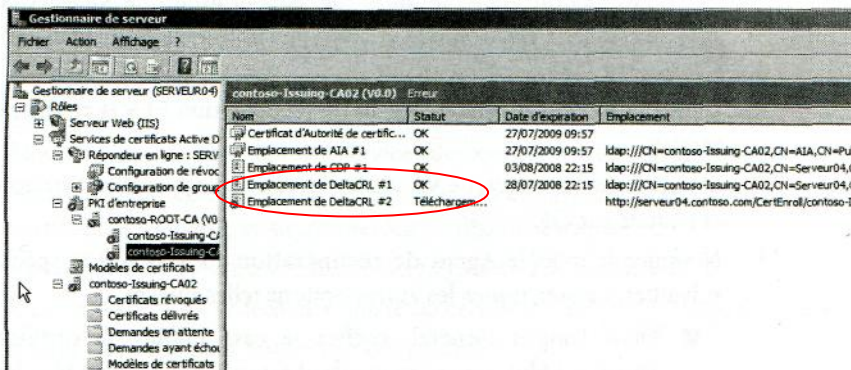 Gestionnaire de serveur
Fichier Action Affichage ?
Gestionnaire de serveur (SERVEUR04)
Rôles
Serveur Web (IIS)
Services de certificats Active D
Répondeur en ligne : SERV
Configuration de révoc
Configuration de group
PKI d'entreprise
contoso-ROOT-CA (V0
contoso-Issuing-CA
contoso-Issuing-CA
Modèles de certificats
contoso-Issuing-CA02
Certificats révoqués
Certificats délivrés
Demandes en attente
Demandes ayant échou
Modèles de certificats
contoso-Issuing-CA02 (V0.0) Erreur
Nom Statut Date d'expiration Emplacement
Certificat d'Autorité de certific... OK 27/07/2009 09:57
Emplacement de AIA #1 OK 27/07/2009 09:57 ldap:///CN=contoso-Issuing-CA02,CN=AIA,CN=Pu
Emplacement de CDP #1 OK 03/08/2008 22:15 ldap:///CN=contoso-Issuing-CA02,CN=Serveur04,
Emplacement de DeltaCRL #1 OK 28/07/2008 22:15 ldap:///CN=contoso-Issuing-CA02,CN=Serveur04,
Emplacement de DeltaCRL #2 Téléchargem... http://serveur04.contoso.com/CertEnroll/contoso-I